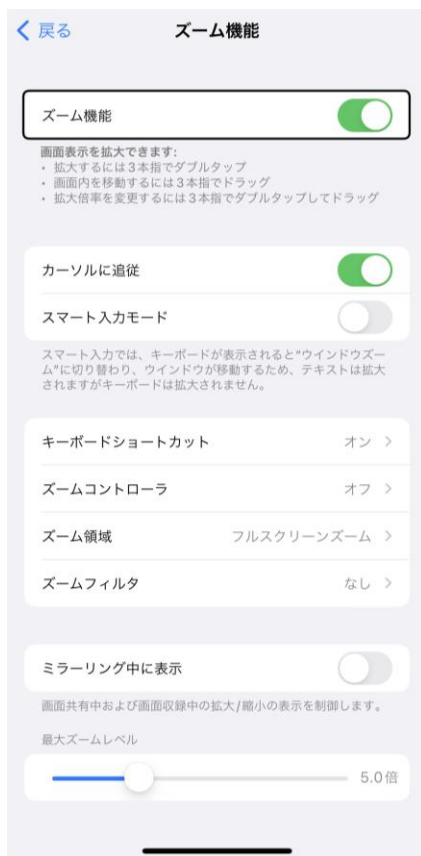 戻る
ズーム機能
ズーム機能
画面表示を拡大できます:
• 拡大するには3本指でダブルタップ
• 画面内を移動するには3本指でドラッグ
• 拡大倍率を変更するには3本指でダブルタップしてドラッグ
カーソルに追従
スマート入力モード
スマート入力では、キーボードが表示されると"ウインドウズー
ム"に切り替わり、ウインドウが移動するため、テキストは拡大
されますがキーボードは拡大されません。
キーボードショートカット オン
ズームコントローラ オフ
ズーム領域 フルスクリーンズーム
ズームフィルタ なし
ミラーリング中に表示
画面共有中および画面収録中の拡大/縮小の表示を制御します。
最大ズームレベル
5.0倍